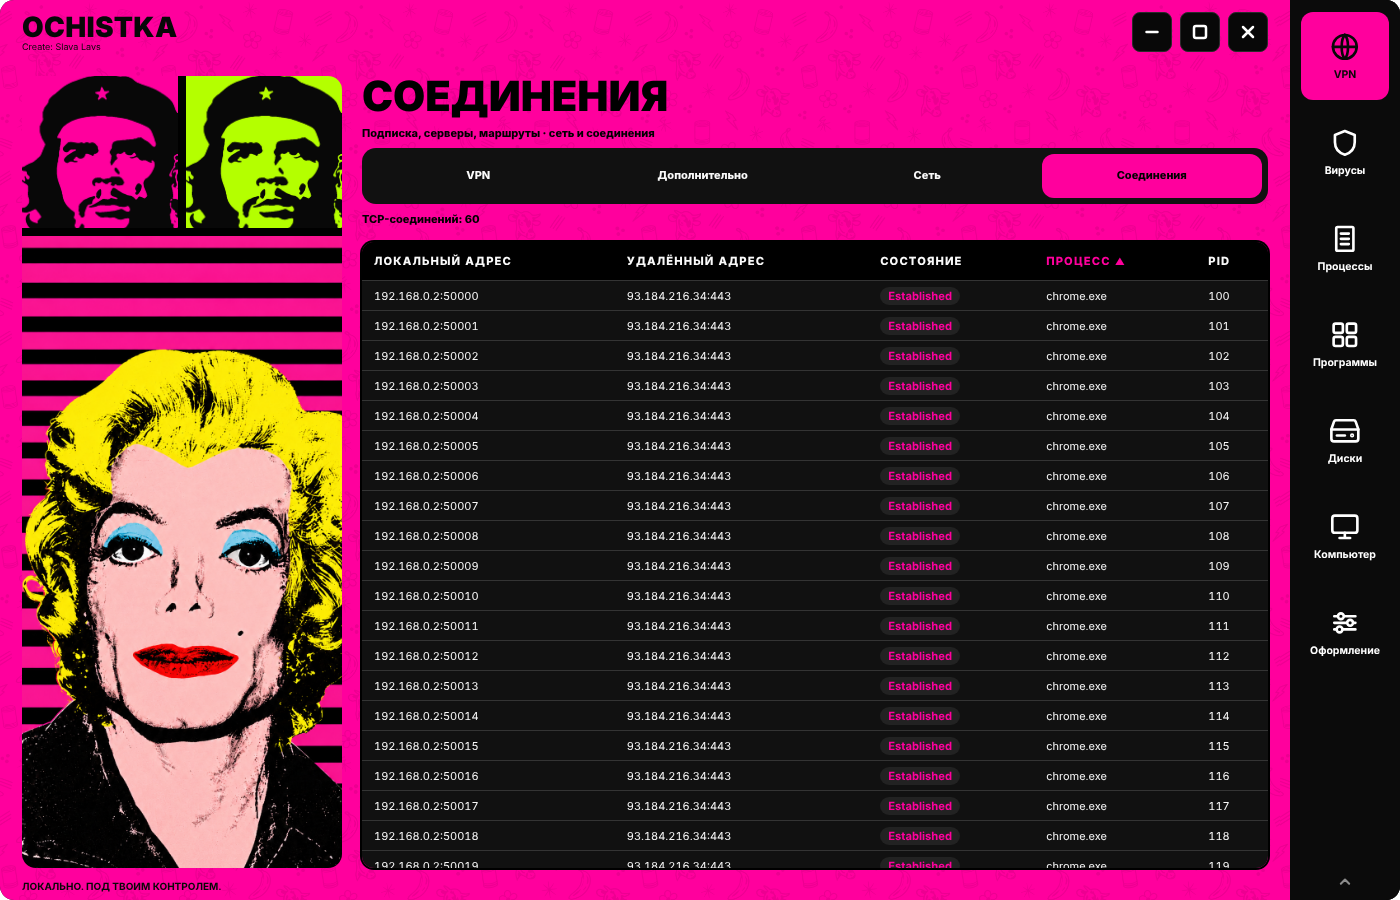 OCHISTKA
Create: Slava Lavs
СОЕДИНЕНИЯ
Подписка, серверы, маршруты · сеть и соединения
VPN Дополнительно Сеть Соединения
TCP-соединений: 60
ЛОКАЛЬНЫЙ АДРЕС УДАЛЁННЫЙ АДРЕС СОСТОЯНИЕ ПРОЦЕСС ▲ PID
192.168.0.2:50000 93.184.216.34:443 Established chrome.exe 100
192.168.0.2:50001 93.184.216.34:443 Established chrome.exe 101
192.168.0.2:50002 93.184.216.34:443 Established chrome.exe 102
192.168.0.2:50003 93.184.216.34:443 Established chrome.exe 103
192.168.0.2:50004 93.184.216.34:443 Established chrome.exe 104
192.168.0.2:50005 93.184.216.34:443 Established chrome.exe 105
192.168.0.2:50006 93.184.216.34:443 Established chrome.exe 106
192.168.0.2:50007 93.184.216.34:443 Established chrome.exe 107
192.168.0.2:50008 93.184.216.34:443 Established chrome.exe 108
192.168.0.2:50009 93.184.216.34:443 Established chrome.exe 109
192.168.0.2:50010 93.184.216.34:443 Established chrome.exe 110
192.168.0.2:50011 93.184.216.34:443 Established chrome.exe 111
192.168.0.2:50012 93.184.216.34:443 Established chrome.exe 112
192.168.0.2:50013 93.184.216.34:443 Established chrome.exe 113
192.168.0.2:50014 93.184.216.34:443 Established chrome.exe 114
192.168.0.2:50015 93.184.216.34:443 Established chrome.exe 115
192.168.0.2:50016 93.184.216.34:443 Established chrome.exe 116
192.168.0.2:50017 93.184.216.34:443 Established chrome.exe 117
192.168.0.2:50018 93.184.216.34:443 Established chrome.exe 118
192.168.0.2:50019 93.184.216.34:443 Established chrome.exe 119
ЛОКАЛЬНО. ПОД ТВОИМ КОНТРОЛЕМ.
VPN
Вирусы
Процессы
Программы
Диски
Компьютер
Оформление